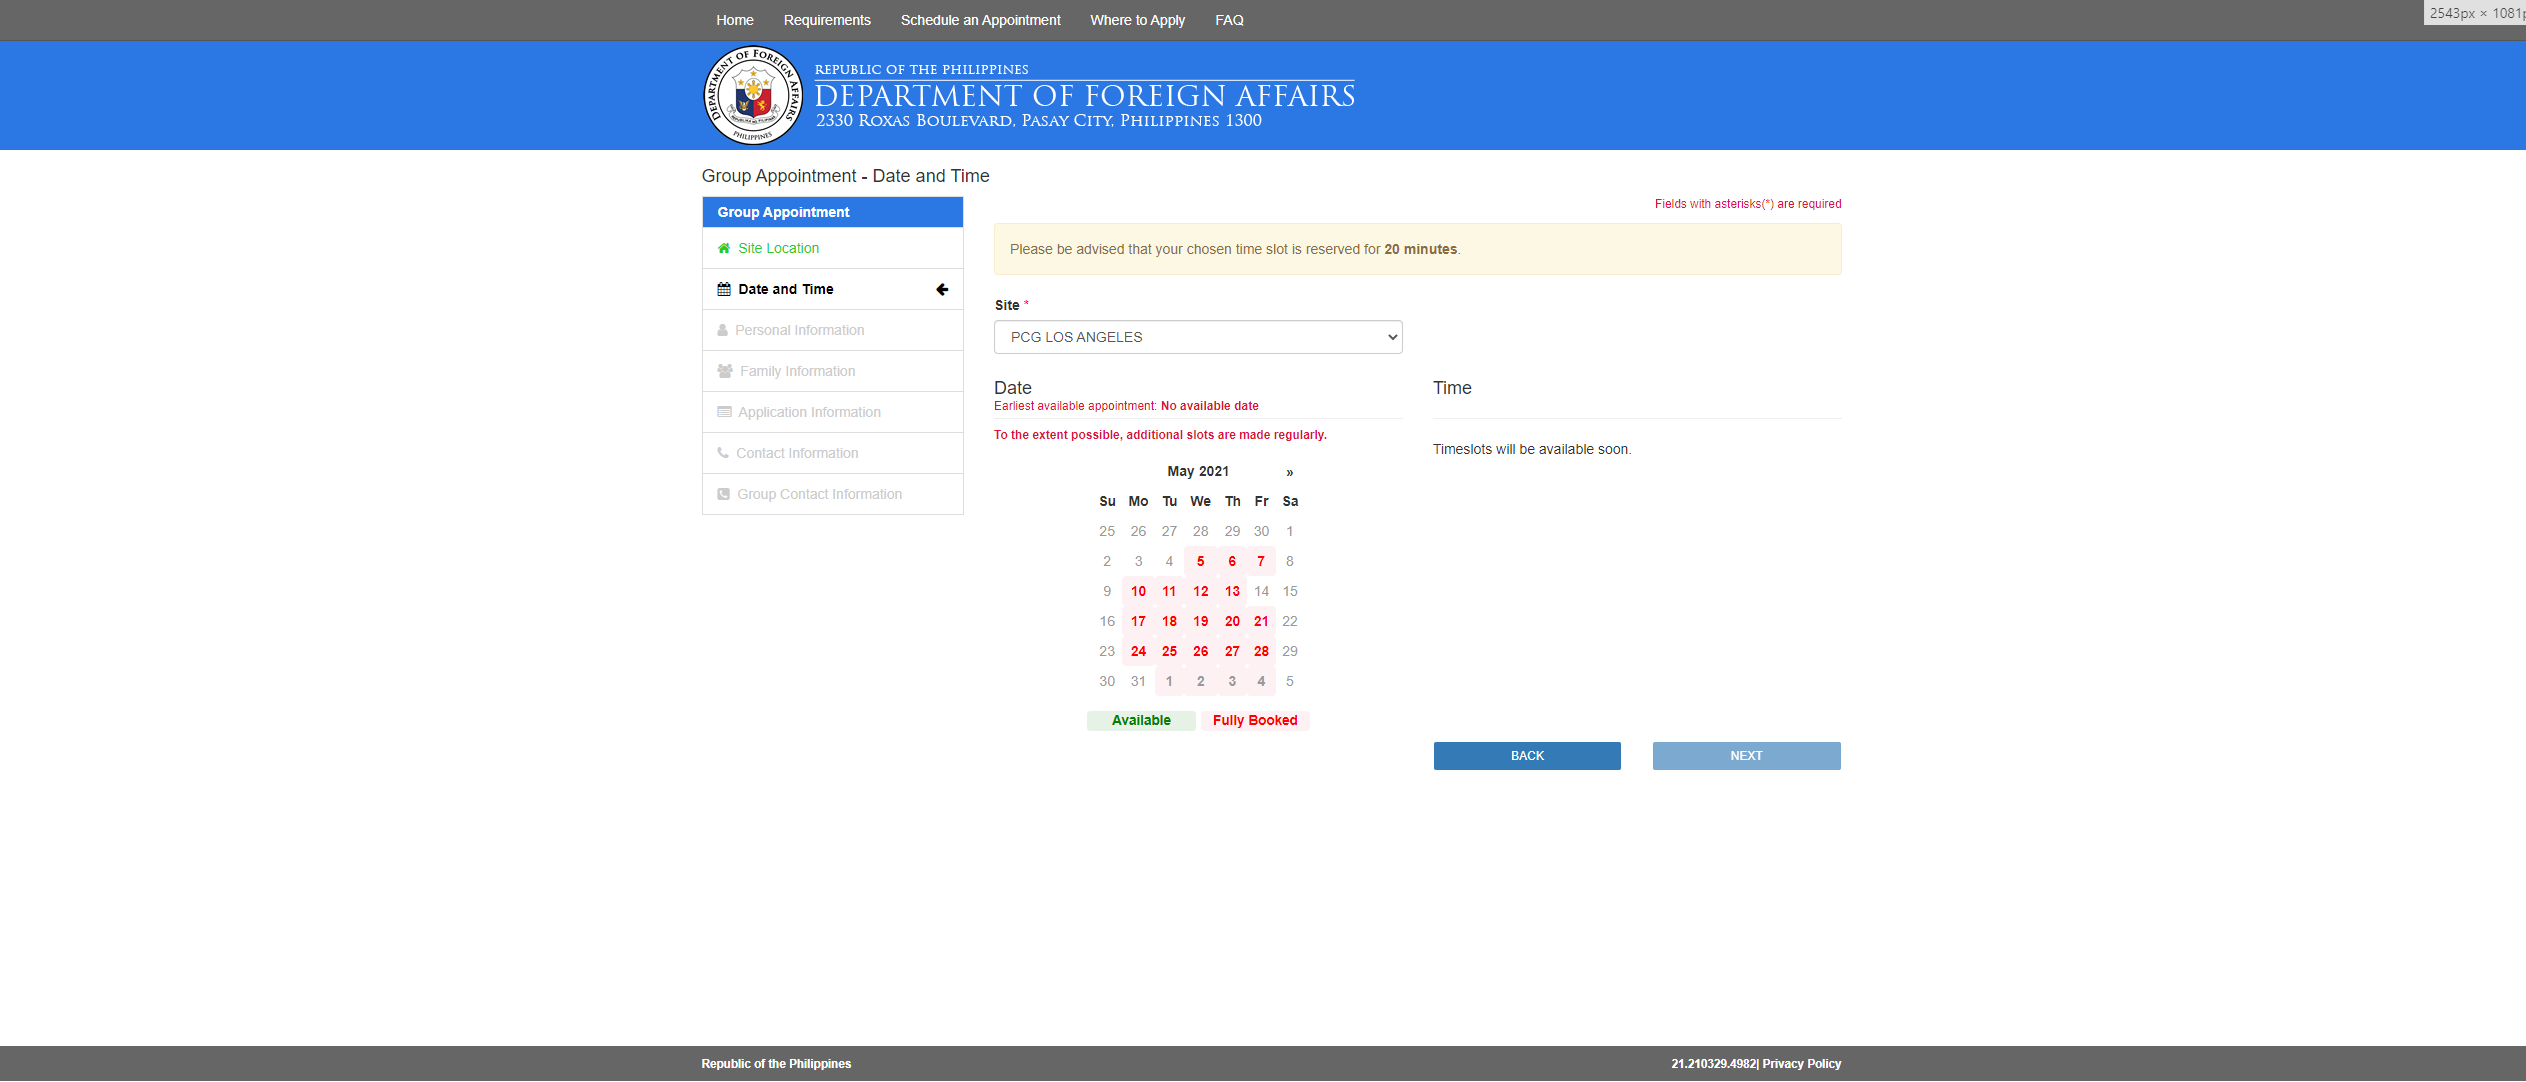 Home Requirements Schedule an Appointment Where to Apply FAQ
2543px × 1081p
DEPARTMENT OF FOREIGN AFFAIRS
PHILIPPINES
REPUBLIC OF THE PHILIPPINES
DEPARTMENT OF FOREIGN AFFAIRS
2330 ROXAS BOULEVARD, PASAY CITY, PHILIPPINES 1300
Group Appointment - Date and Time
Group Appointment
Site Location
Date and Time
Personal Information
Family Information
Application Information
Contact Information
Group Contact Information
Fields with asterisks(*) are required
Please be advised that your chosen time slot is reserved for 20 minutes.
Site *
PCG LOS ANGELES
Date
Earliest available appointment: No available date
To the extent possible, additional slots are made regularly.
May 2021 »
Su Mo Tu We Th Fr Sa
25 26 27 28 29 30 1
2 3 4 5 6 7 8
9 10 11 12 13 14 15
16 17 18 19 20 21 22
23 24 25 26 27 28 29
30 31 1 2 3 4 5
Available Fully Booked
Time
Timeslots will be available soon.
BACK NEXT
Republic of the Philippines
21.210329.4982| Privacy Policy